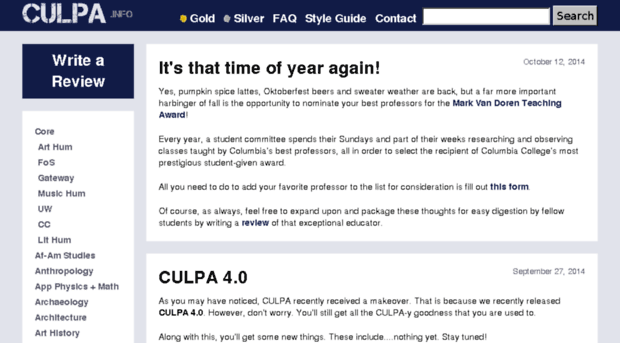 CULPA .INFO
Gold Silver FAQ Style Guide Contact Search
Write a
Review
Core
Art Hum
FoS
Gateway
Music Hum
UW
CC
Lit Hum
Af-Am Studies
Anthropology
App Physics + Math
Archaeology
Architecture
Art History
It's that time of year again!
October 12, 2014
Yes, pumpkin spice lattes, Oktoberfest beers and sweater weather are back, but a far more important
harbinger of fall is the opportunity to nominate your best professors for the Mark Van Doren Teaching
Award!
Every year, a student committee spends their Sundays and part of their weeks researching and observing
classes taught by Columbia's best professors, all in order to select the recipient of Columbia College's most
prestigious student-given award.
All you need to do to add your favorite professor to the list for consideration is fill out this form.
Of course, as always, feel free to expand upon and package these thoughts for easy digestion by fellow
students by writing a review of that exceptional educator.
CULPA 4.0
September 27, 2014
As you may have noticed, CULPA recently received a makeover. That is because we recently released
CULPA 4.0. However, don't worry. You'll still get all the CULPA-y goodness that you are used to.
Along with this, you'll get some new things. These include....nothing yet. Stay tuned!